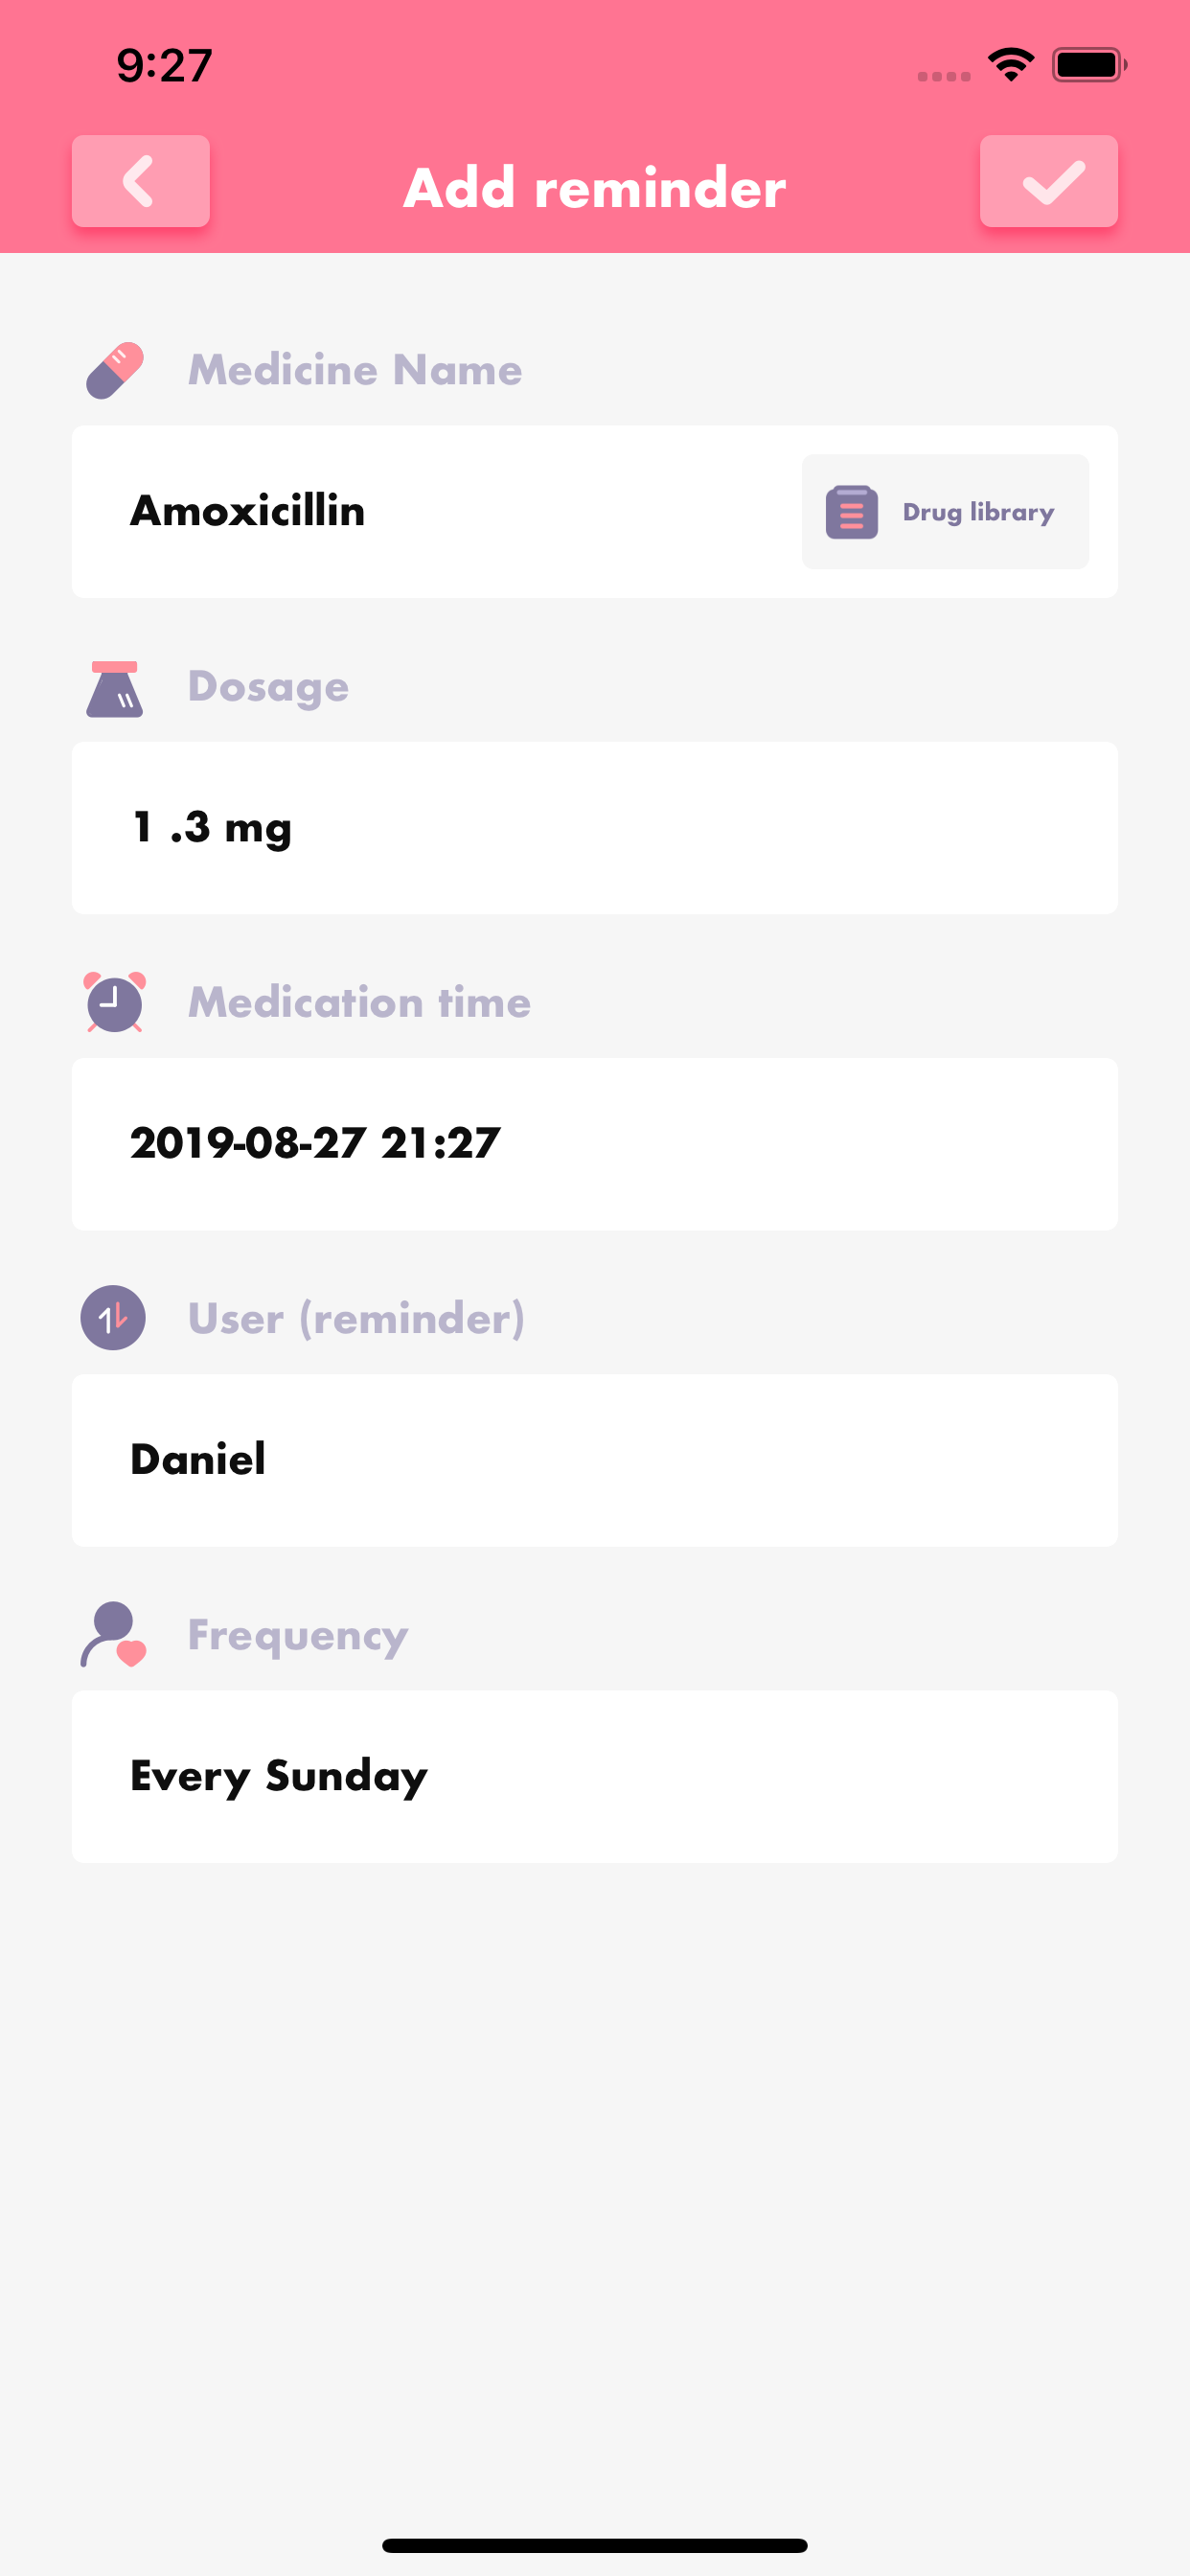 9:27
Add reminder
Medicine Name
Amoxicillin
Drug library
Dosage
1 .3 mg
Medication time
2019-08-27 21:27
User (reminder)
Daniel
Frequency
Every Sunday